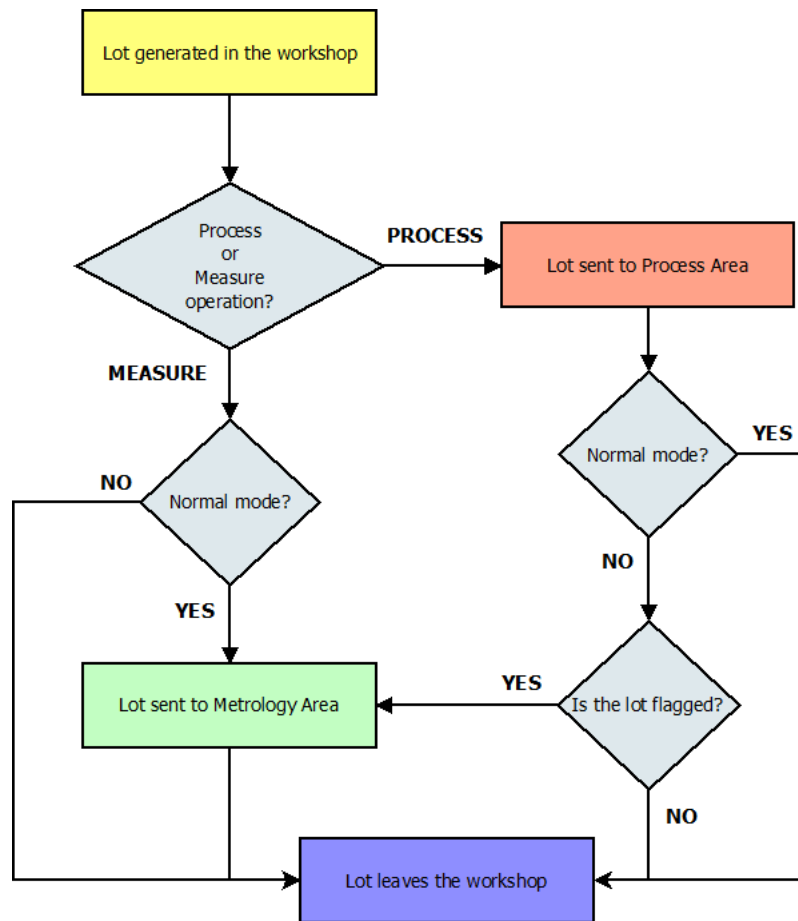 Lot generated in the workshop
Process
or
Measure
operation?
PROCESS
Lot sent to Process Area
MEASURE
Normal mode?
YES
NO
Normal mode?
NO
YES
Lot sent to Metrology Area
YES
Is the lot flagged?
NO
Lot leaves the workshop